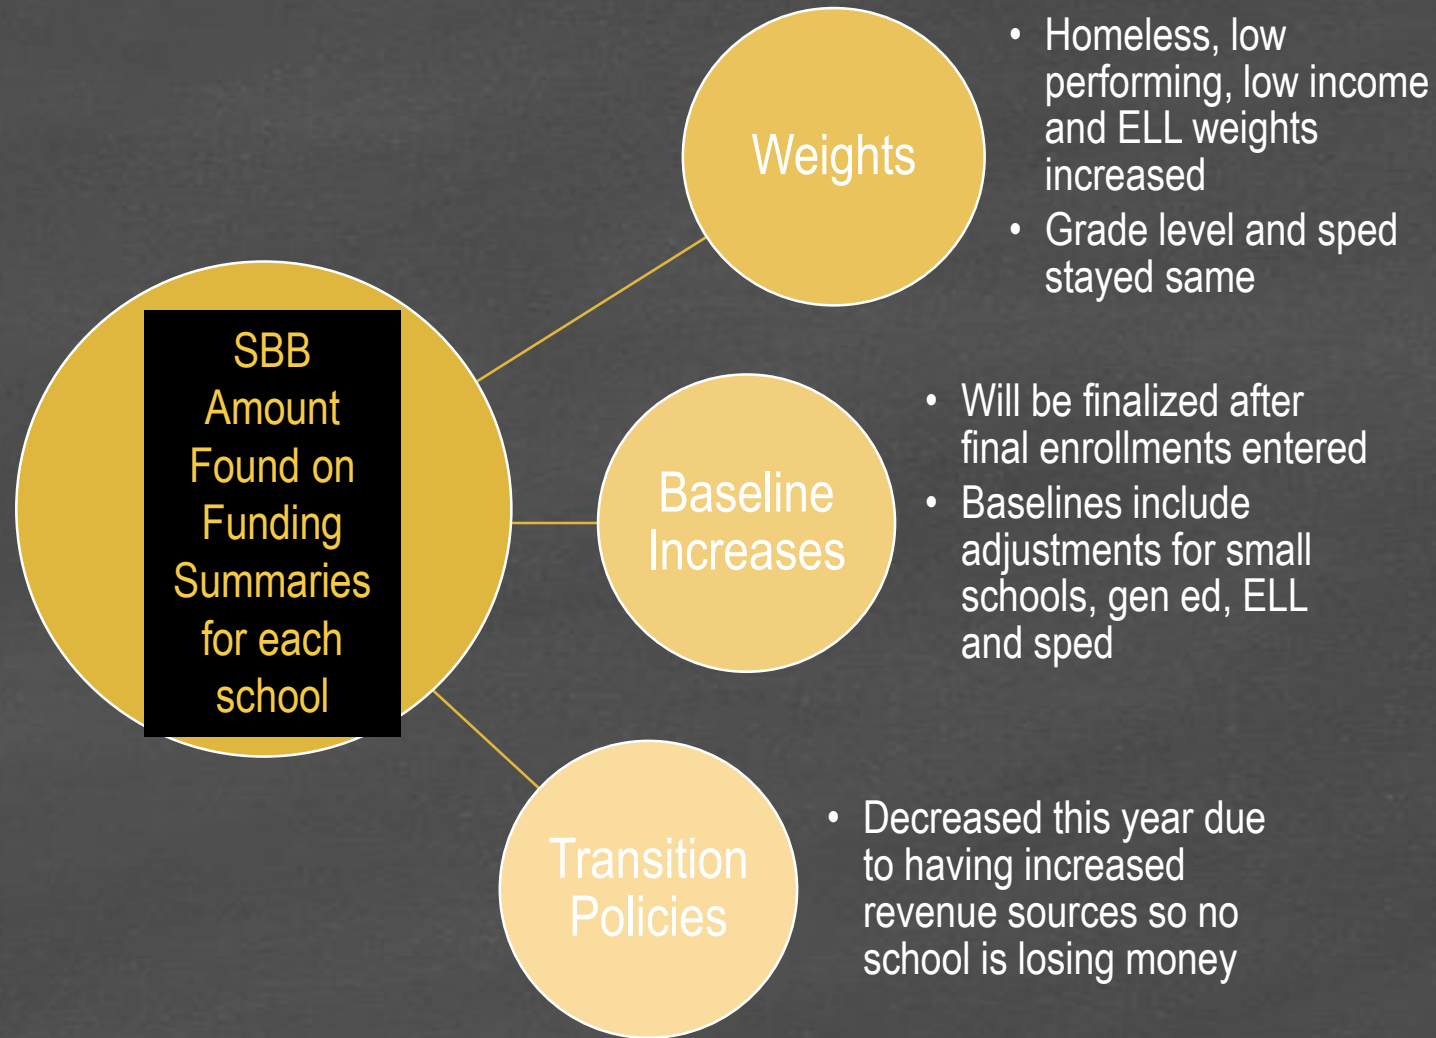 SBB
Amount
Found on
Funding
Summaries
for each
school
Weights
• Homeless, low
performing, low income
and ELL weights
increased
• Grade level and sped
stayed same
Baseline
Increases
• Will be finalized after
final enrollments entered
• Baselines include
adjustments for small
schools, gen ed, ELL
and sped
Transition
Policies
• Decreased this year due
to having increased
revenue sources so no
school is losing money